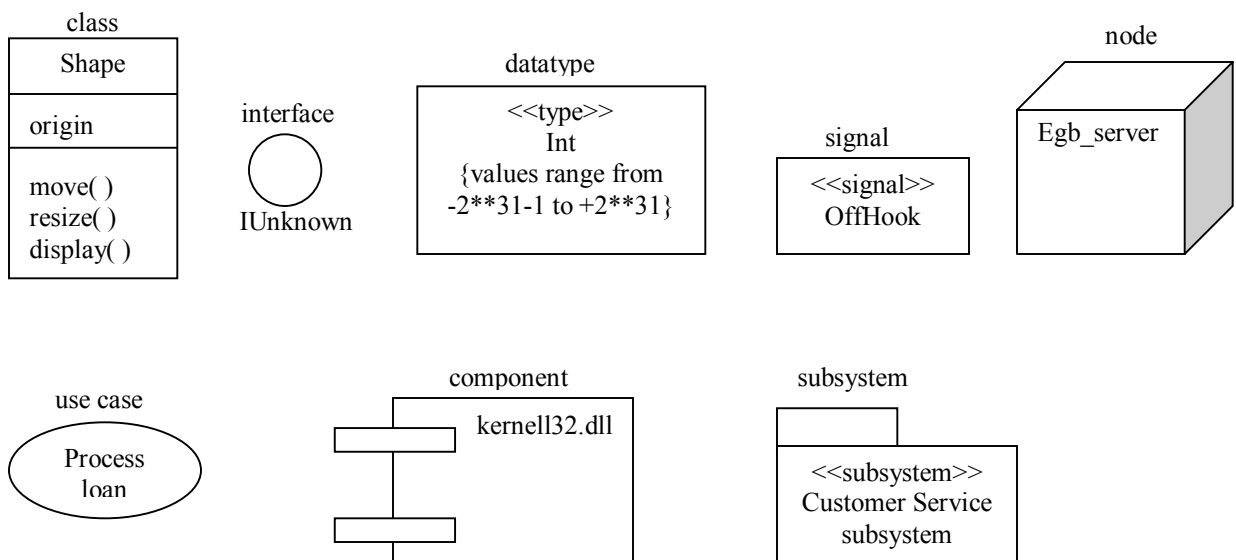 class
Shape
origin
move( )
resize( )
display( )
interface
IUnknown
datatype
<<type>>
Int
{values range from
-2**31-1 to +2**31}
signal
<<signal>>
OffHook
node
Egb_server
use case
Process
loan
component
kernell32.dll
subsystem
<<subsystem>>
Customer Service
subsystem